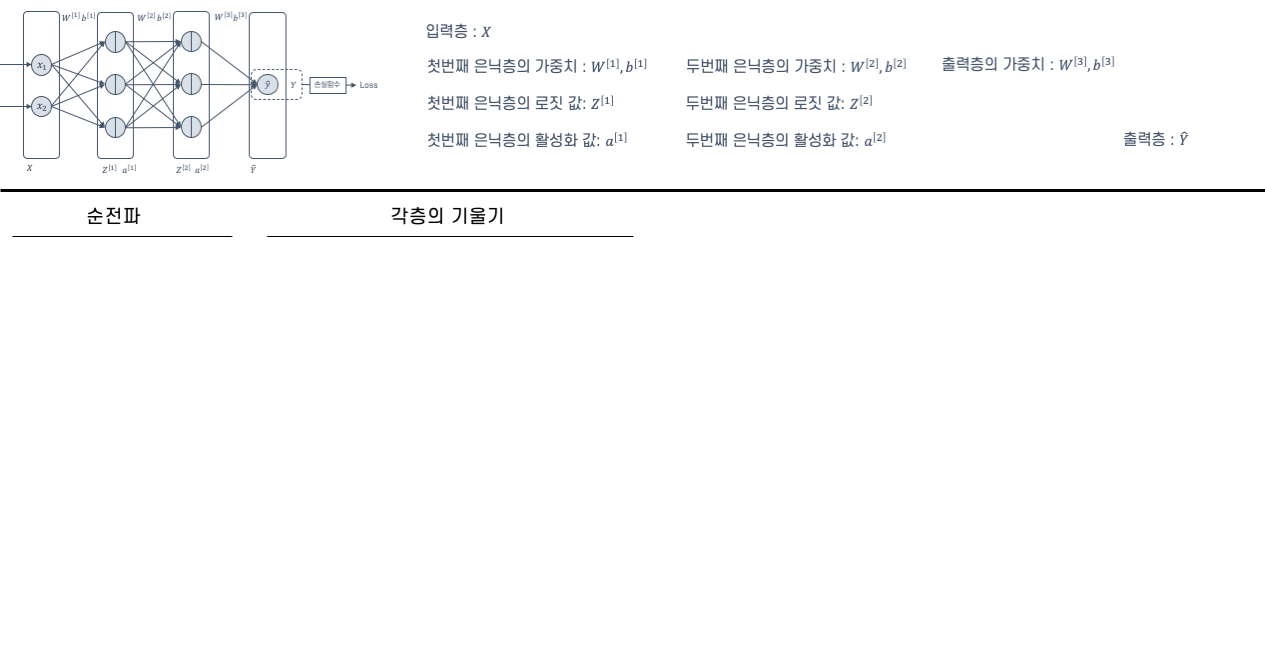 W[1] b[1] W[2] b[2] W[3] b[3]
x1
x2
ŷ
Y
손실함수
Loss
X
Z[1] a[1]
Z[2] a[2]
Ŷ
입력층 : X
첫번째 은닉층의 가중치 : W[1], b[1]
첫번째 은닉층의 로짓 값: Z[1]
첫번째 은닉층의 활성화 값: a[1]
두번째 은닉층의 가중치 : W[2], b[2]
두번째 은닉층의 로짓 값: Z[2]
두번째 은닉층의 활성화 값: a[2]
출력층의 가중치 : W[3], b[3]
출력층 : Ŷ
순전파
각층의 기울기